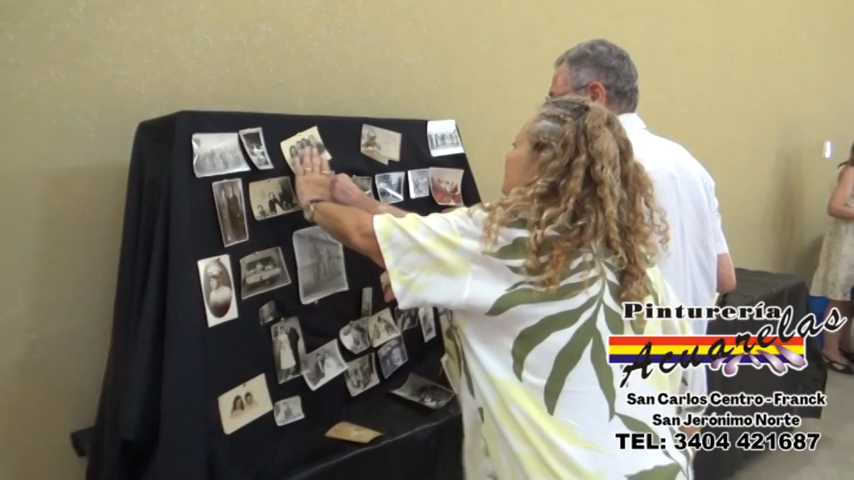 Pinturería
Acuarelas
San Carlos Centro - Franck
San Jerónimo Norte
TEL: 3404 421687